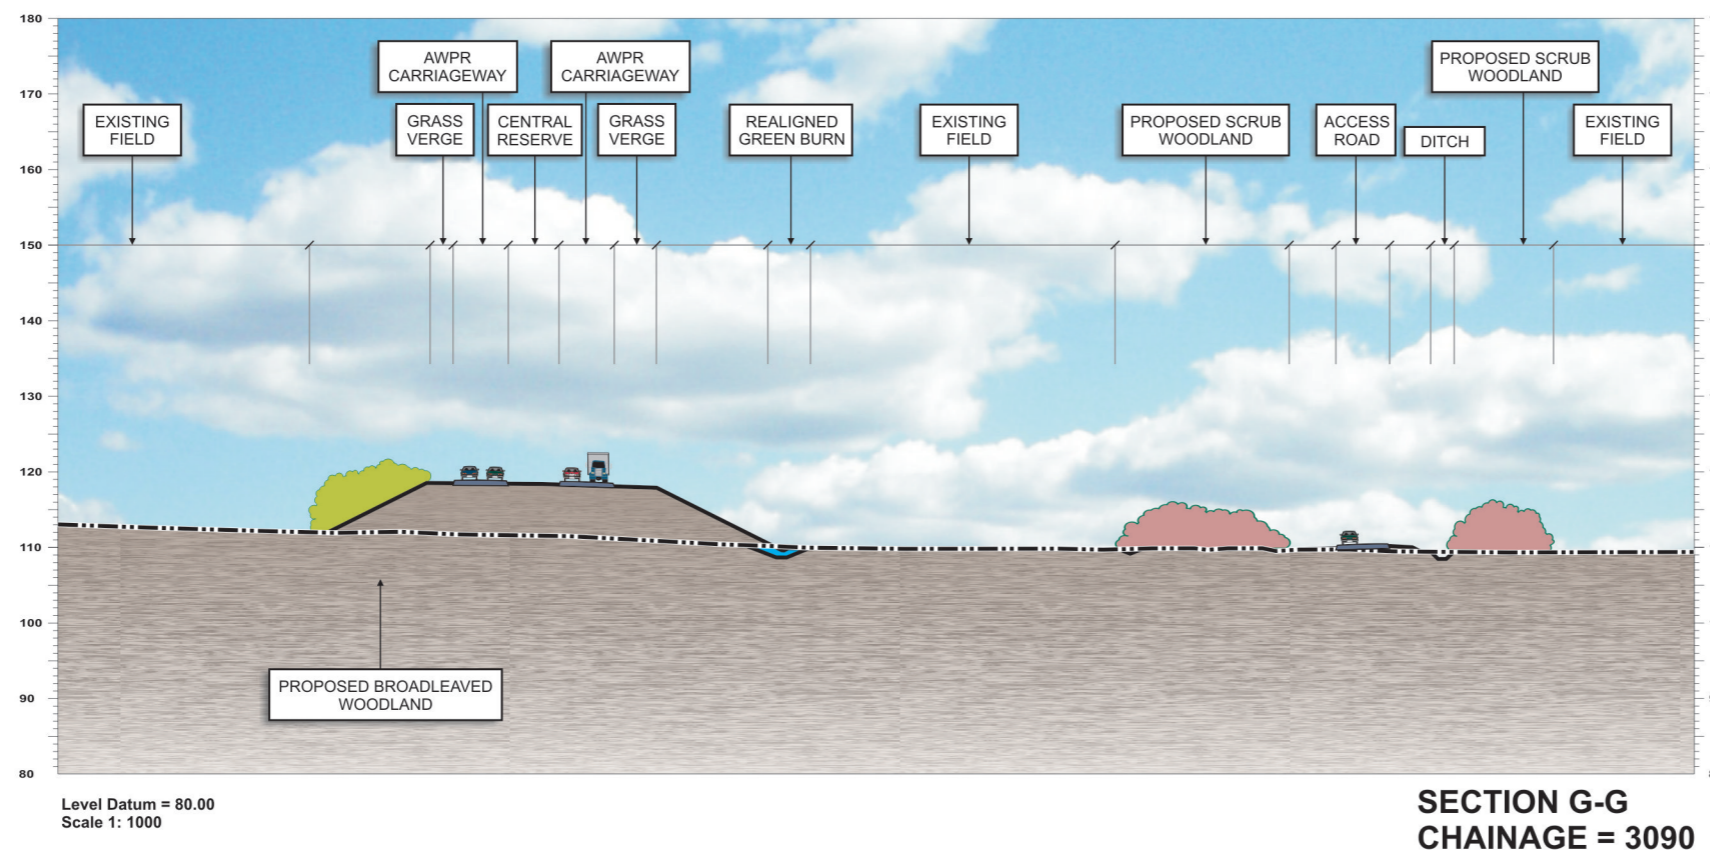 180
170
160
150
140
130
120
110
100
90
80
AWPR
CARRIAGEWAY
AWPR
CARRIAGEWAY
PROPOSED SCRUB
WOODLAND
EXISTING
FIELD
GRASS
VERGE
CENTRAL
RESERVE
GRASS
VERGE
REALIGNED
GREEN BURN
EXISTING
FIELD
PROPOSED SCRUB
WOODLAND
ACCESS
ROAD
DITCH
EXISTING
FIELD
PROPOSED BROADLEAVED
WOODLAND
Level Datum = 80.00
Scale 1: 1000
SECTION G-G
CHAINAGE = 3090